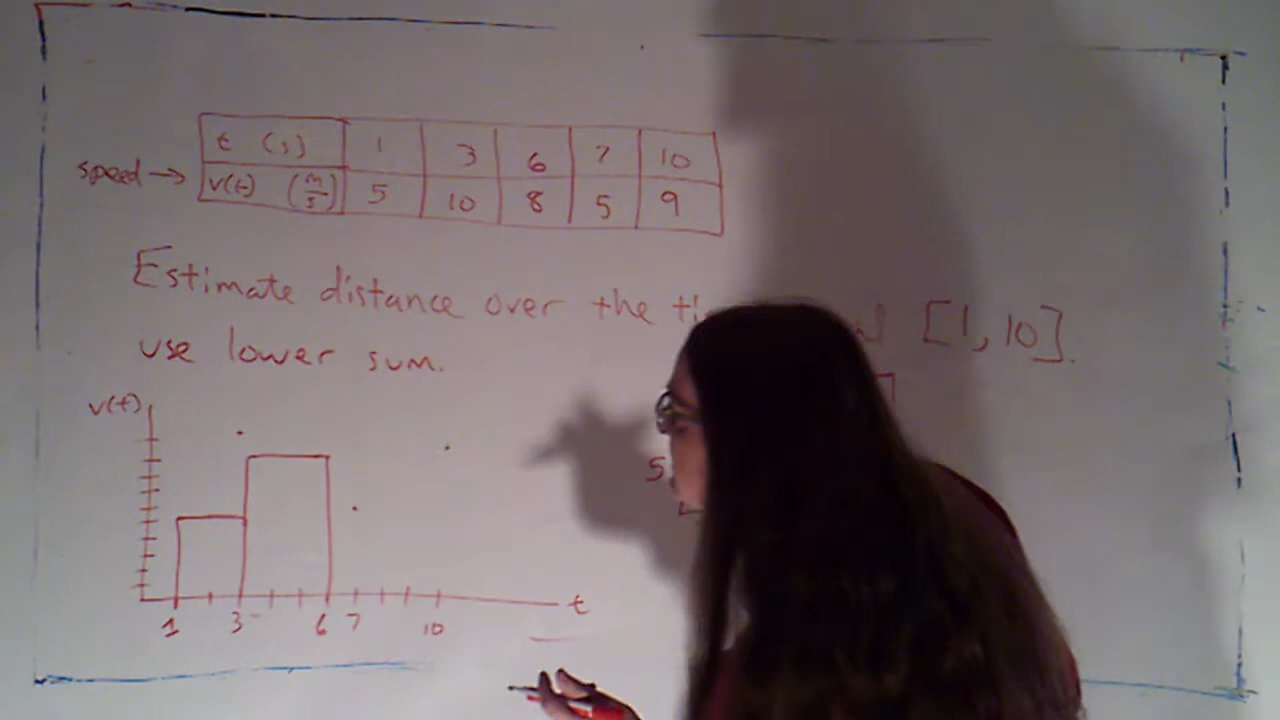 t (s) 1 3 6 7 10
speed → v(t) (m/s) 5 10 8 5 9
Estimate distance over the [1, 10].
use lower sum.
v(t)
5
t
1 3 6 7 10